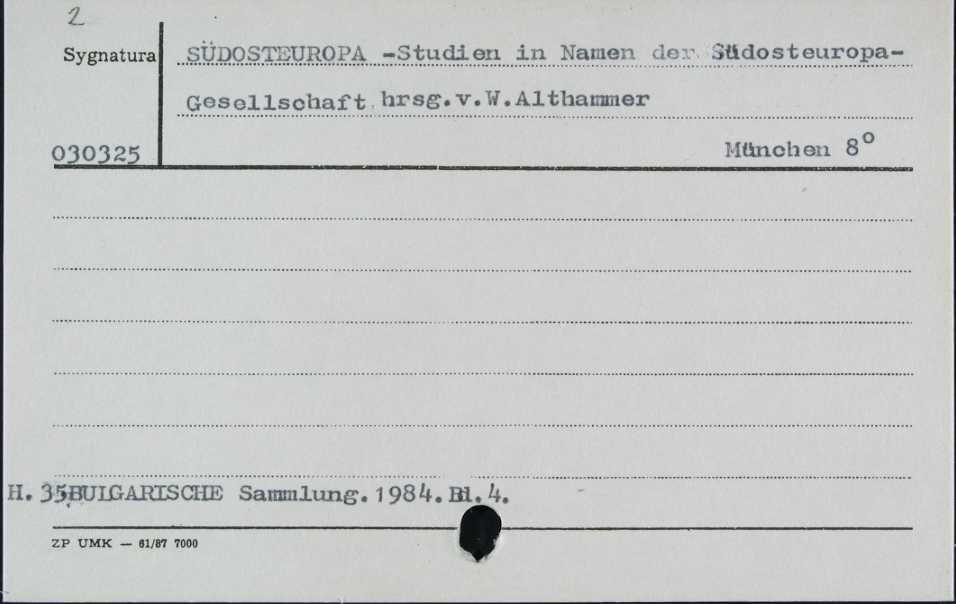 2
Sygnatura SÜDOSTEUROPA -Studien in Namen der Südosteuropa-
Gesellschaft hrsg.v.W.Althammer
030325 München 8°
H. 35BULGARISCHE Sammlung.1984.Bl.4.
ZP UMK — 61/87 7000